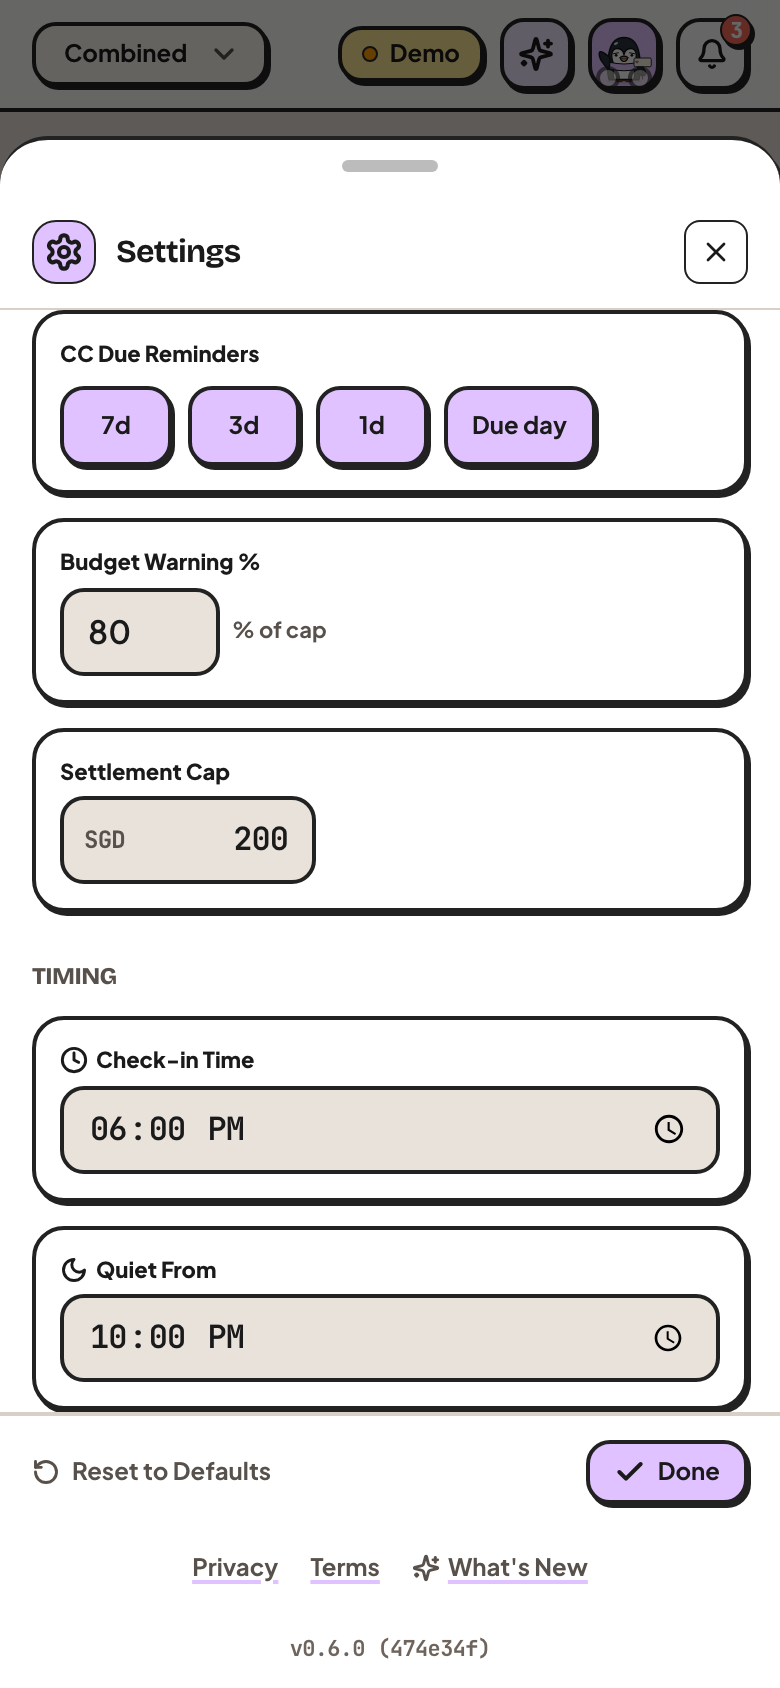 Combined
Demo
3
Settings
CC Due Reminders
7d 3d 1d Due day
Budget Warning %
80 % of cap
Settlement Cap
SGD 200
TIMING
Check-in Time
06:00 PM
Quiet From
10:00 PM
Reset to Defaults
Done
Privacy Terms What's New
v0.6.0 (474e34f)